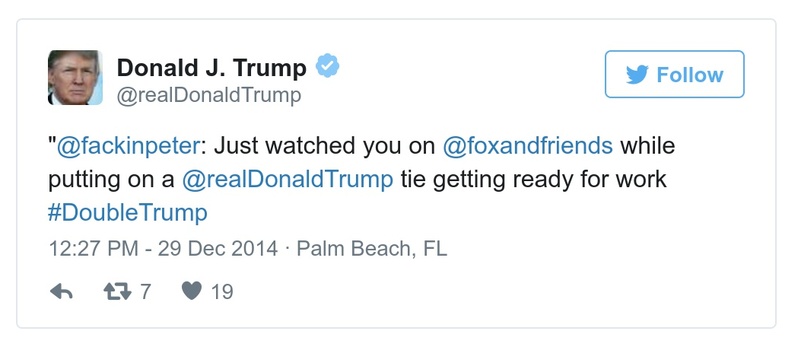 Donald J. Trump
@realDonaldTrump
Follow
"@fackinpeter: Just watched you on @foxandfriends while
putting on a @realDonaldTrump tie getting ready for work
#DoubleTrump
12:27 PM - 29 Dec 2014 · Palm Beach, FL
7 19